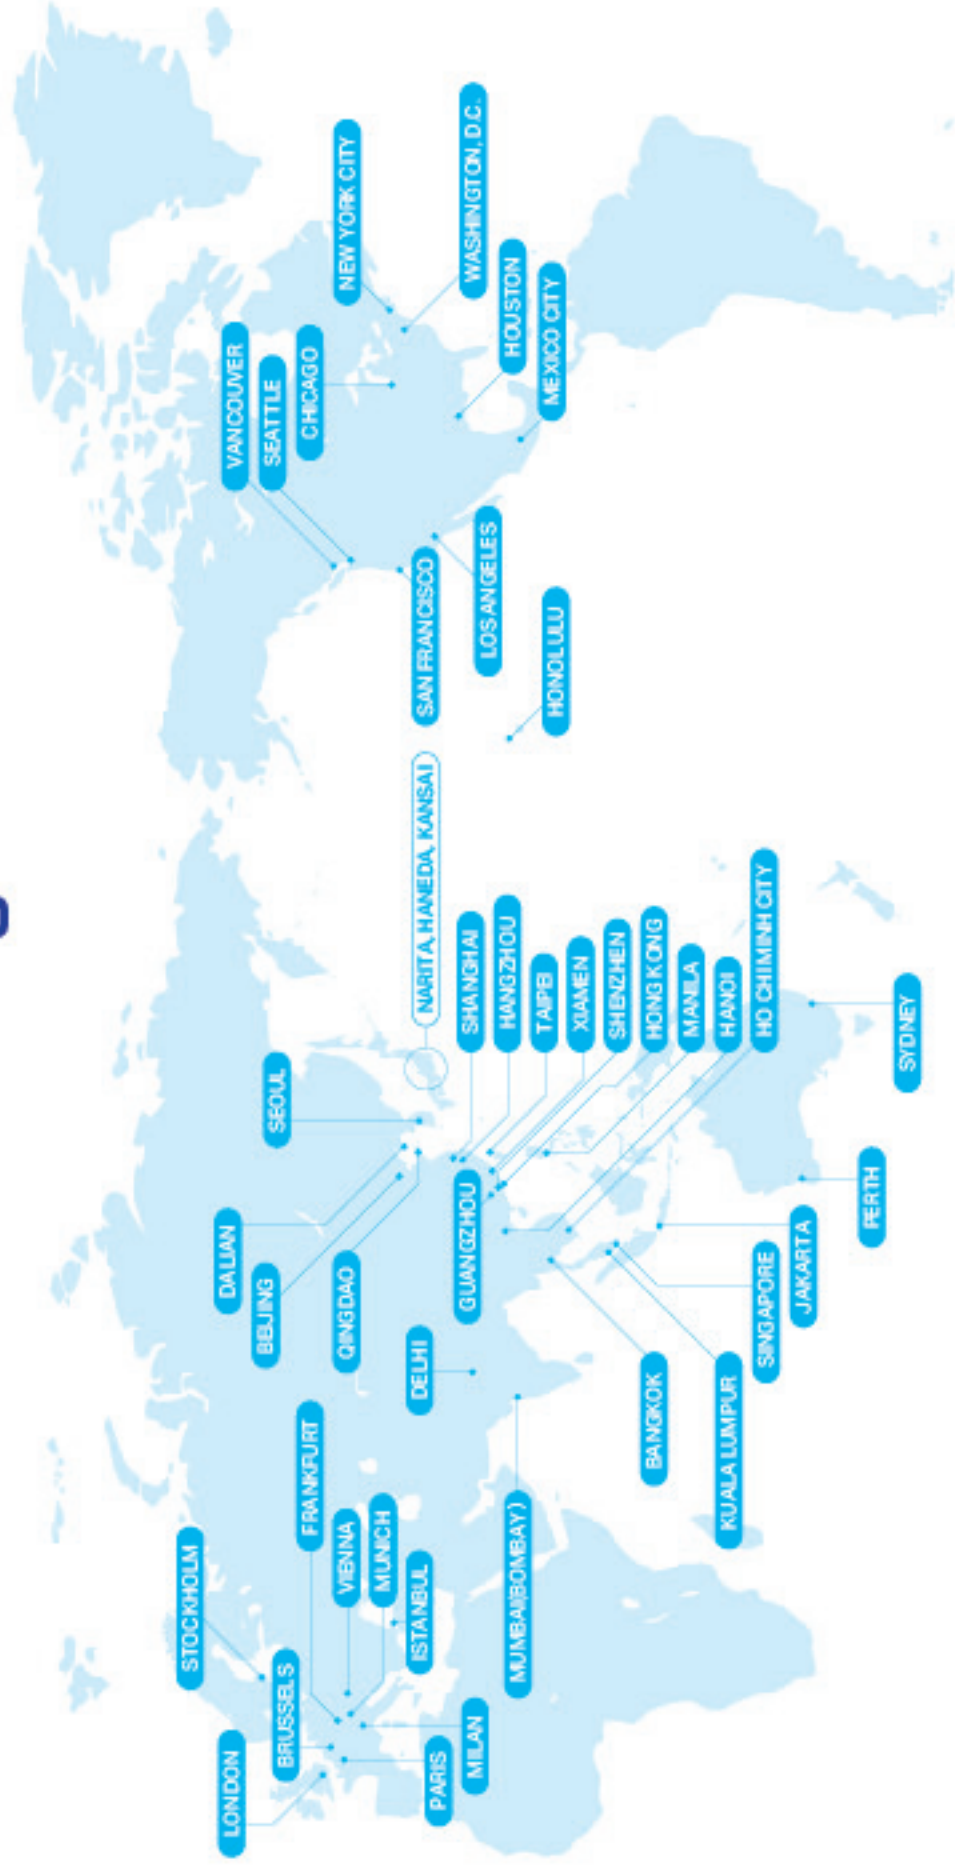 LONDON
STOCKHOLM
BRUSSELS
FRANKFURT
VIENNA
MUNICH
ISTANBUL
PARIS
MILAN
MUMBAI(BOMBAY)
DELHI
DALIAN
BEIJING
QINGDAO
SEOUL
GUANGZHOU
BANGKOK
KUALA LUMPUR
SINGAPORE
JAKARTA
PERTH
SYDNEY
NARITA, HANEDA, KANSAI
SHANGHAI
HANGZHOU
TAIPEI
XIAMEN
SHENZHEN
HONG KONG
MANILA
HANOI
HO CHI MINH CITY
HONOLULU
VANCOUVER
SEATTLE
CHICAGO
SAN FRANCISCO
LOS ANGELES
NEW YORK CITY
WASHINGTON, D.C.
HOUSTON
MEXICO CITY